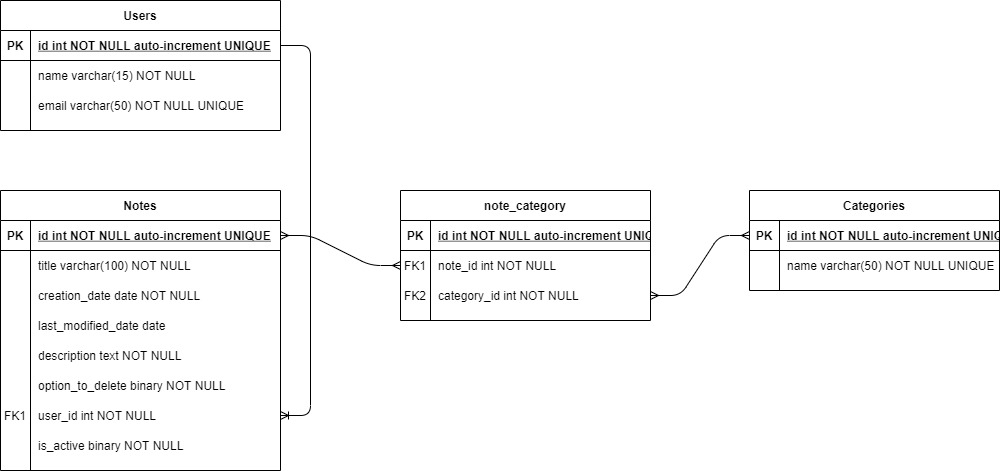 Users
PK id int NOT NULL auto-increment UNIQUE
name varchar(15) NOT NULL
email varchar(50) NOT NULL UNIQUE
Notes
PK id int NOT NULL auto-increment UNIQUE
title varchar(100) NOT NULL
creation_date date NOT NULL
last_modified_date date
description text NOT NULL
option_to_delete binary NOT NULL
FK1 user_id int NOT NULL
is_active binary NOT NULL
note_category
PK id int NOT NULL auto-increment UNIQ
FK1 note_id int NOT NULL
FK2 category_id int NOT NULL
Categories
PK id int NOT NULL auto-increment UNIQ
name varchar(50) NOT NULL UNIQUE